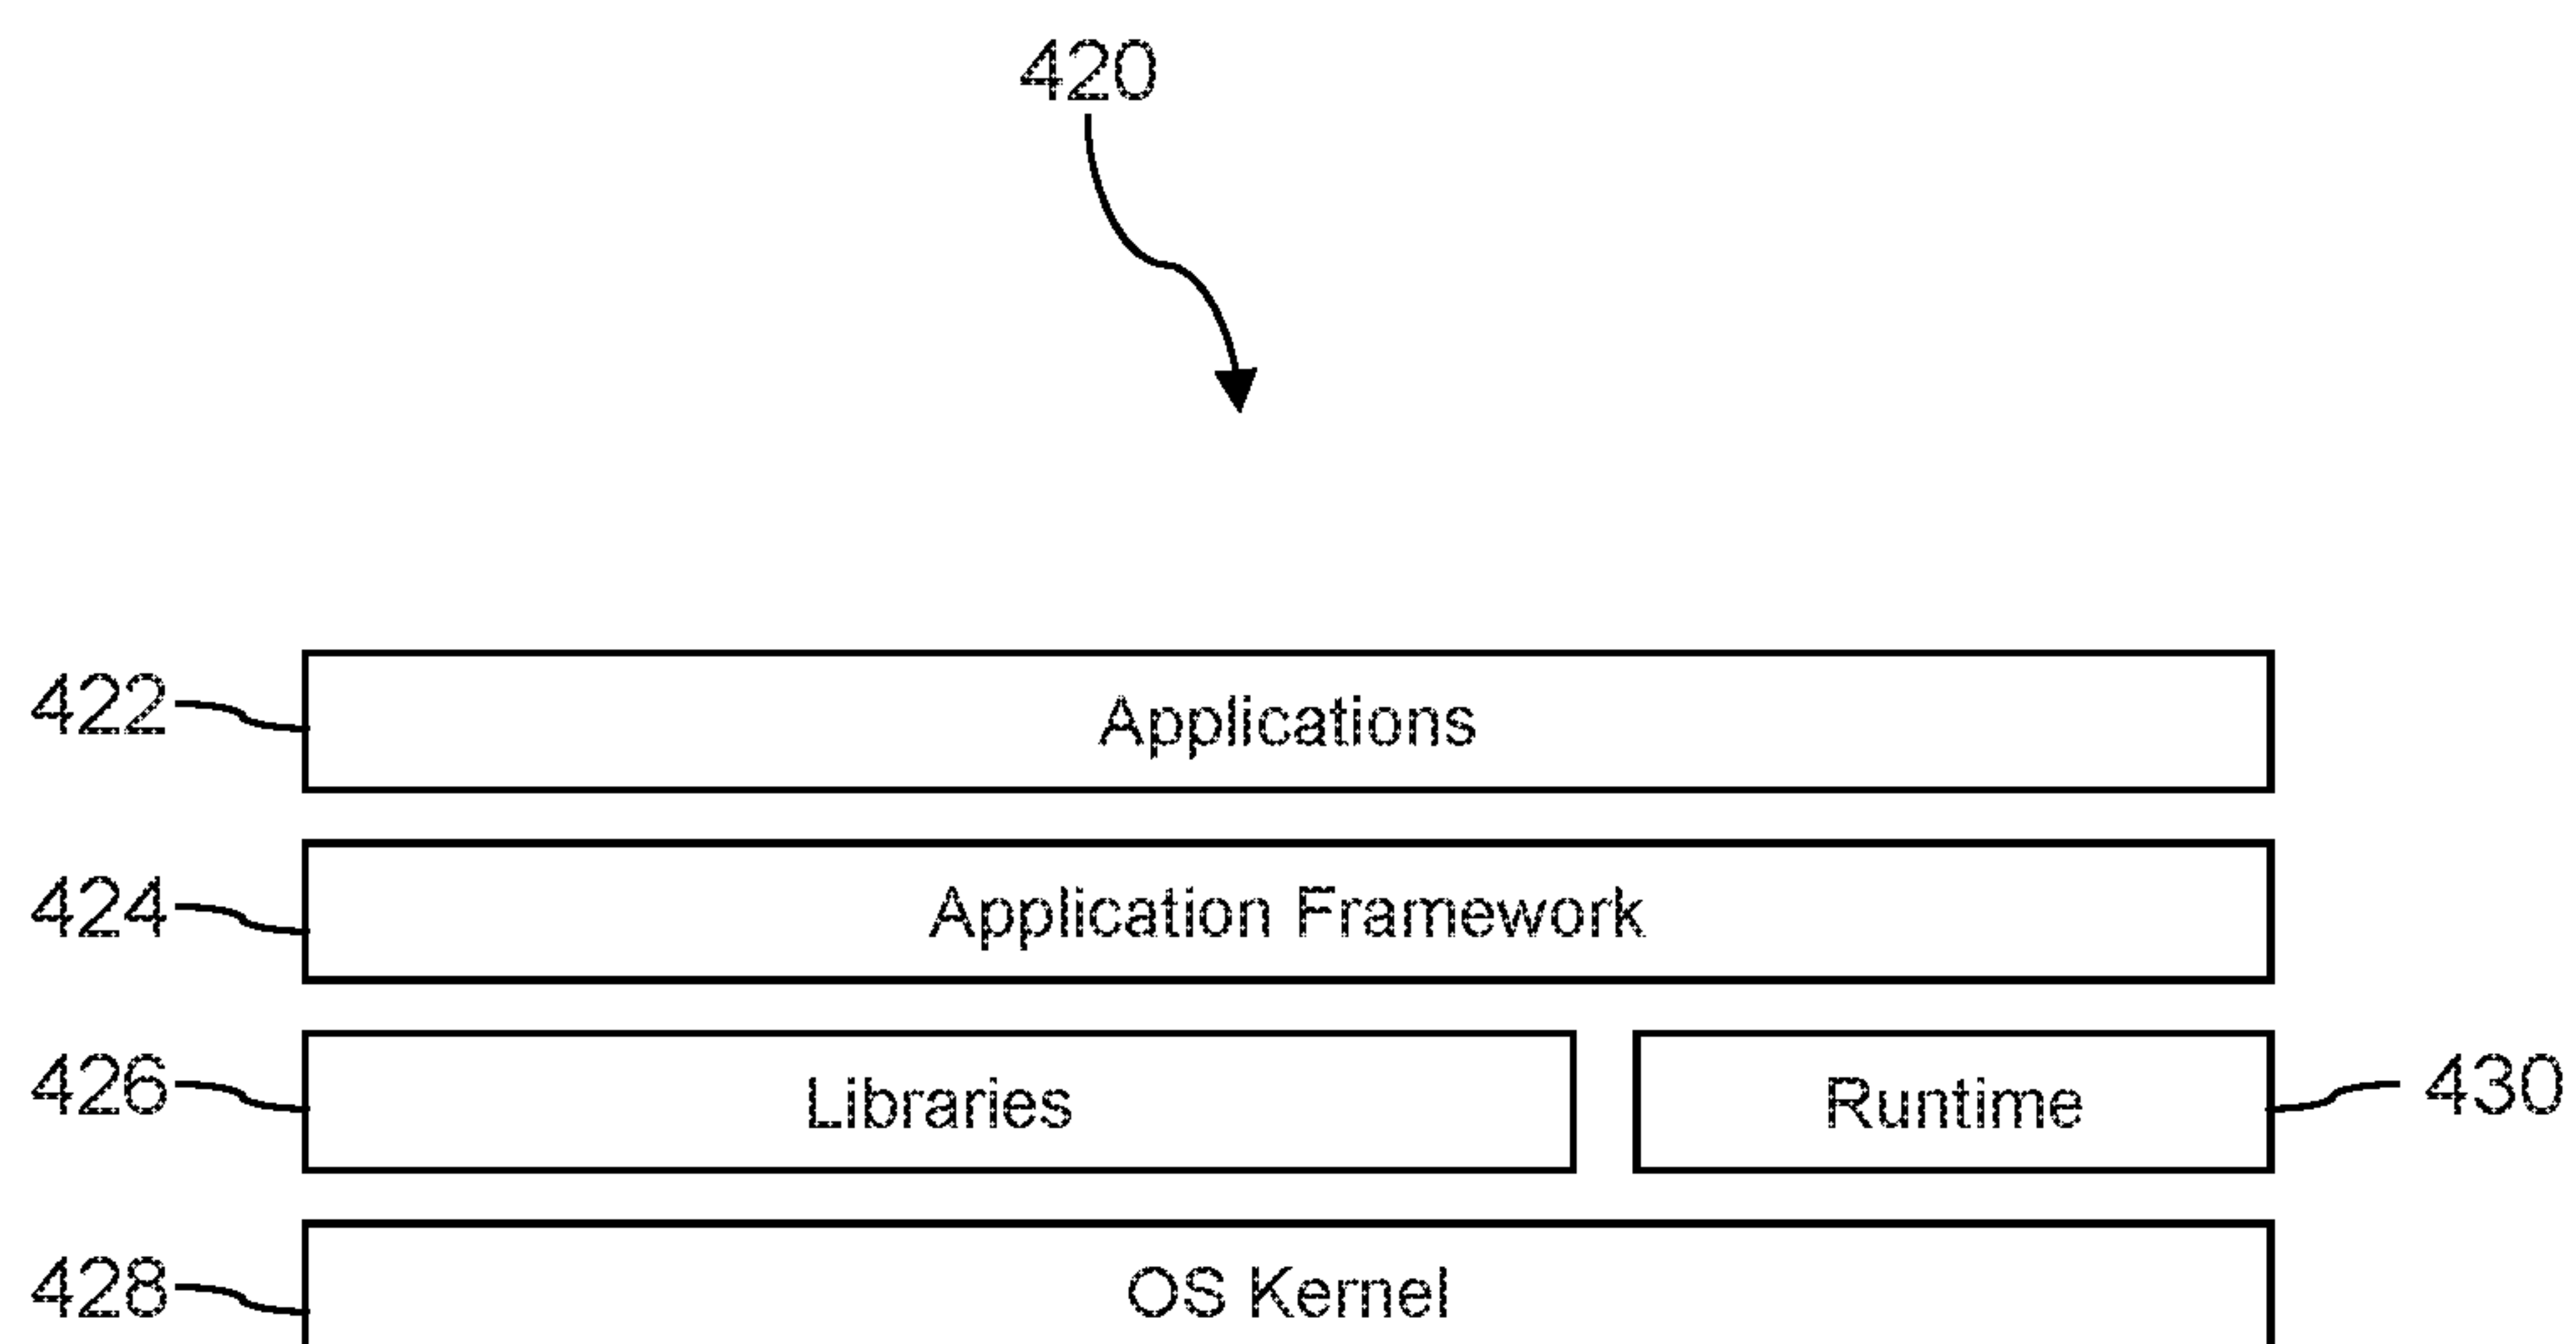 420
422 Applications
424 Application Framework
426 Libraries Runtime 430
428 OS Kernel